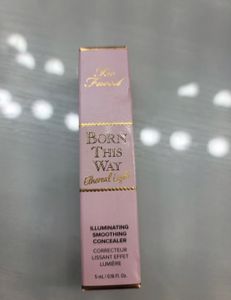 Too
Faced
BORN
THIS
WAY
Ethereal Light
ILLUMINATING
SMOOTHING
CONCEALER
CORRECTEUR
LISSANT EFFET
LUMIÈRE
5 mL / 0.16 Fl. Oz.